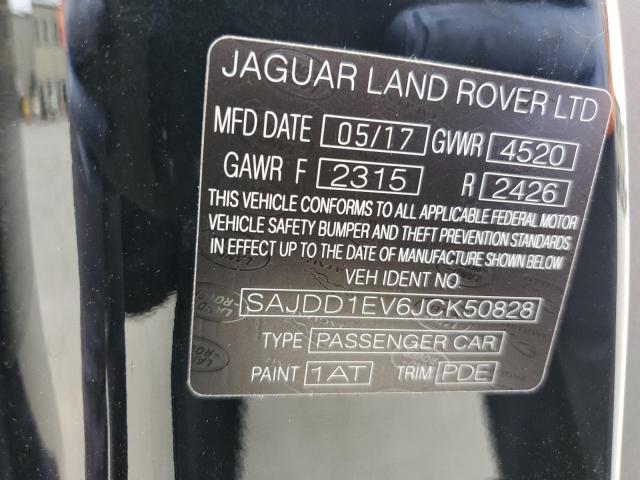 JAGUAR LAND ROVER LTD
MFD DATE 05/17 GVWR 4520
GAWR F 2315 R 2426
THIS VEHICLE CONFORMS TO ALL APPLICABLE FEDERAL MOTOR
VEHICLE SAFETY BUMPER AND THEFT PREVENTION STANDARDS
IN EFFECT UP TO THE DATE OF MANUFACTURE SHOWN BELOW
VEH IDENT NO
SAJDD1EV6JCK50828
TYPE PASSENGER CAR
PAINT 1AT TRIM PDE